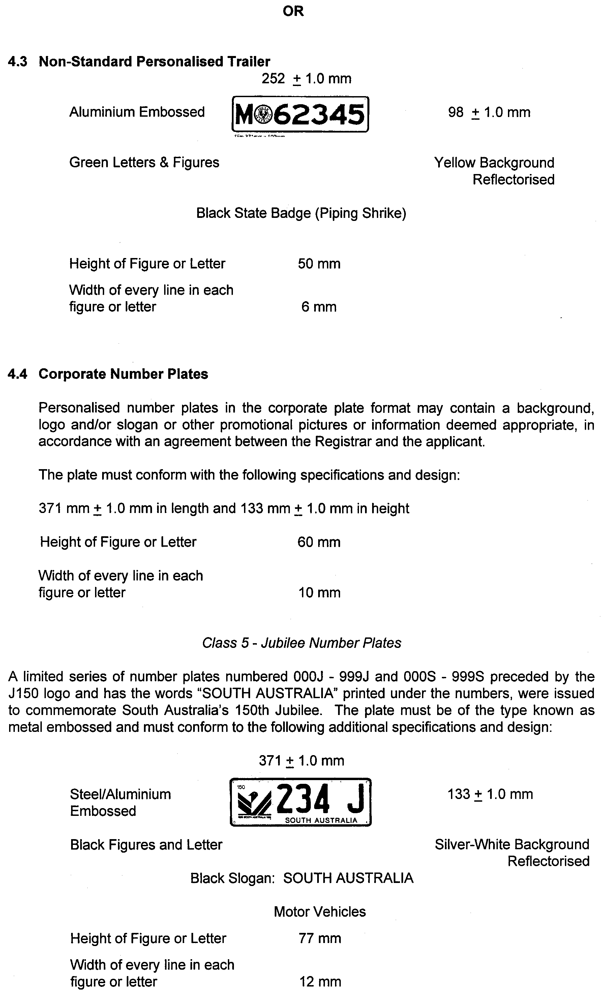 OR
4.3 Non-Standard Personalised Trailer
252 ± 1.0 mm
Aluminium Embossed
M 62345
98 ± 1.0 mm
Green Letters & Figures
Yellow Background
Reflectorised
Black State Badge (Piping Shrike)
Height of Figure or Letter 50 mm
Width of every line in each
figure or letter 6 mm
4.4 Corporate Number Plates
Personalised number plates in the corporate plate format may contain a background,
logo and/or slogan or other promotional pictures or information deemed appropriate, in
accordance with an agreement between the Registrar and the applicant.
The plate must conform with the following specifications and design:
371 mm ± 1.0 mm in length and 133 mm ± 1.0 mm in height
Height of Figure or Letter 60 mm
Width of every line in each
figure or letter 10 mm
Class 5 - Jubilee Number Plates
A limited series of number plates numbered 000J - 999J and 000S - 999S preceded by the
J150 logo and has the words “SOUTH AUSTRALIA” printed under the numbers, were issued
to commemorate South Australia's 150th Jubilee. The plate must be of the type known as
metal embossed and must conform to the following additional specifications and design:
371 ± 1.0 mm
Steel/Aluminium
Embossed
150
234 J
SOUTH AUSTRALIA
133 ± 1.0 mm
Black Figures and Letter
Silver-White Background
Reflectorised
Black Slogan: SOUTH AUSTRALIA
Motor Vehicles
Height of Figure or Letter 77 mm
Width of every line in each
figure or letter 12 mm